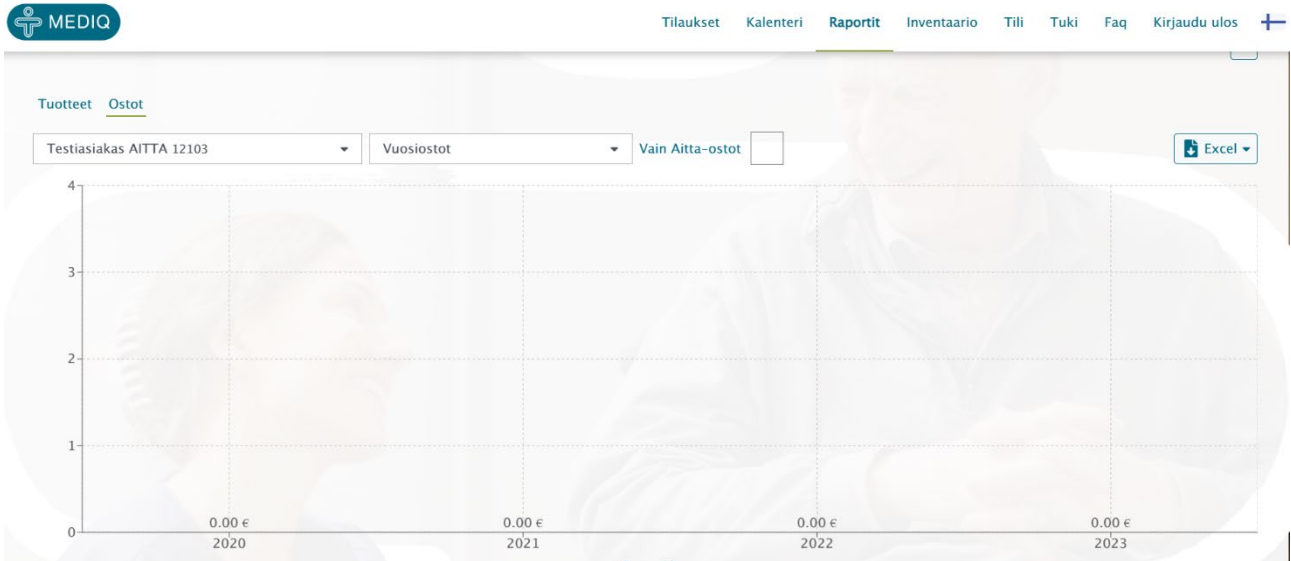 MEDIQ
Tilaukset Kalenteri Raportit Inventaario Tili Tuki Faq Kirjaudu ulos
Tuotteet Ostot
Testiasiakas AITTA 12103 Vuosiostot Vain Aitta-ostot Excel
4
3
2
1
0
0.00 € 0.00 € 0.00 € 0.00 €
2020 2021 2022 2023